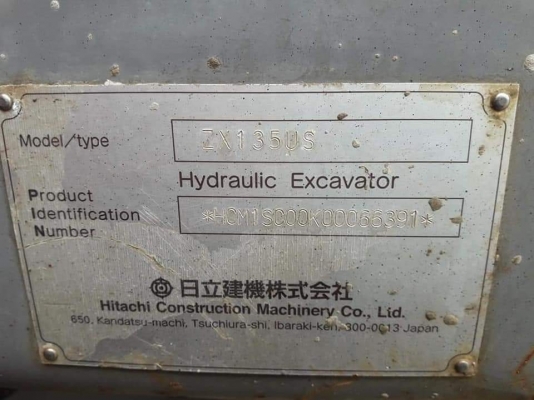 Model/type ZX135US
Hydraulic Excavator
Product
Identification *HCM1SC00K00066391*
Number
日立建機株式会社
Hitachi Construction Machinery Co., Ltd.
650, Kandatsu-machi, Tsuchiura-shi, Ibaraki-ken, 300-0013 Japan